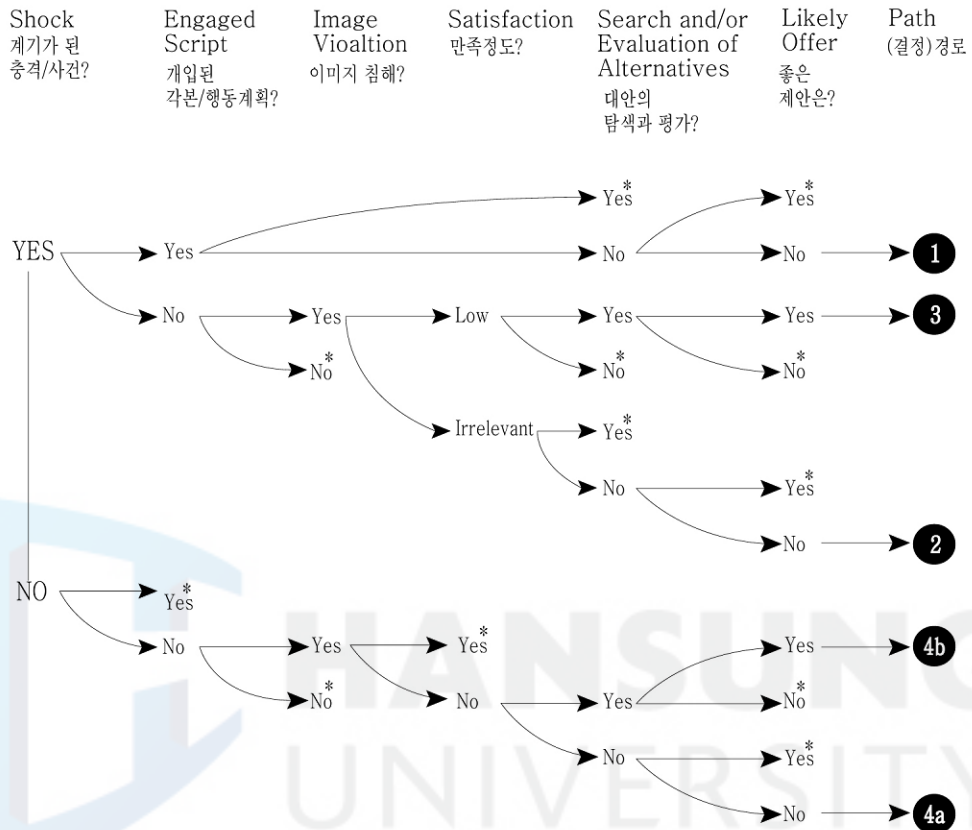 Shock
계기가 된
충격/사건?
Engaged
Script
개입된
각본/행동계획?
Image
Vioaltion
이미지 침해?
Satisfaction
만족정도?
Search and/or
Evaluation of
Alternatives
대안의
탐색과 평가?
Likely
Offer
좋은
제안은?
Path
(결정)경로
Yes* Yes*
YES Yes No No 1
No Yes Low Yes Yes 3
No* No* No*
Irrelevant Yes*
No Yes*
No 2
NO Yes*
No Yes Yes* Yes 4b
No* No Yes No*
No Yes*
No 4a
HANSUNG
UNIVERSITY